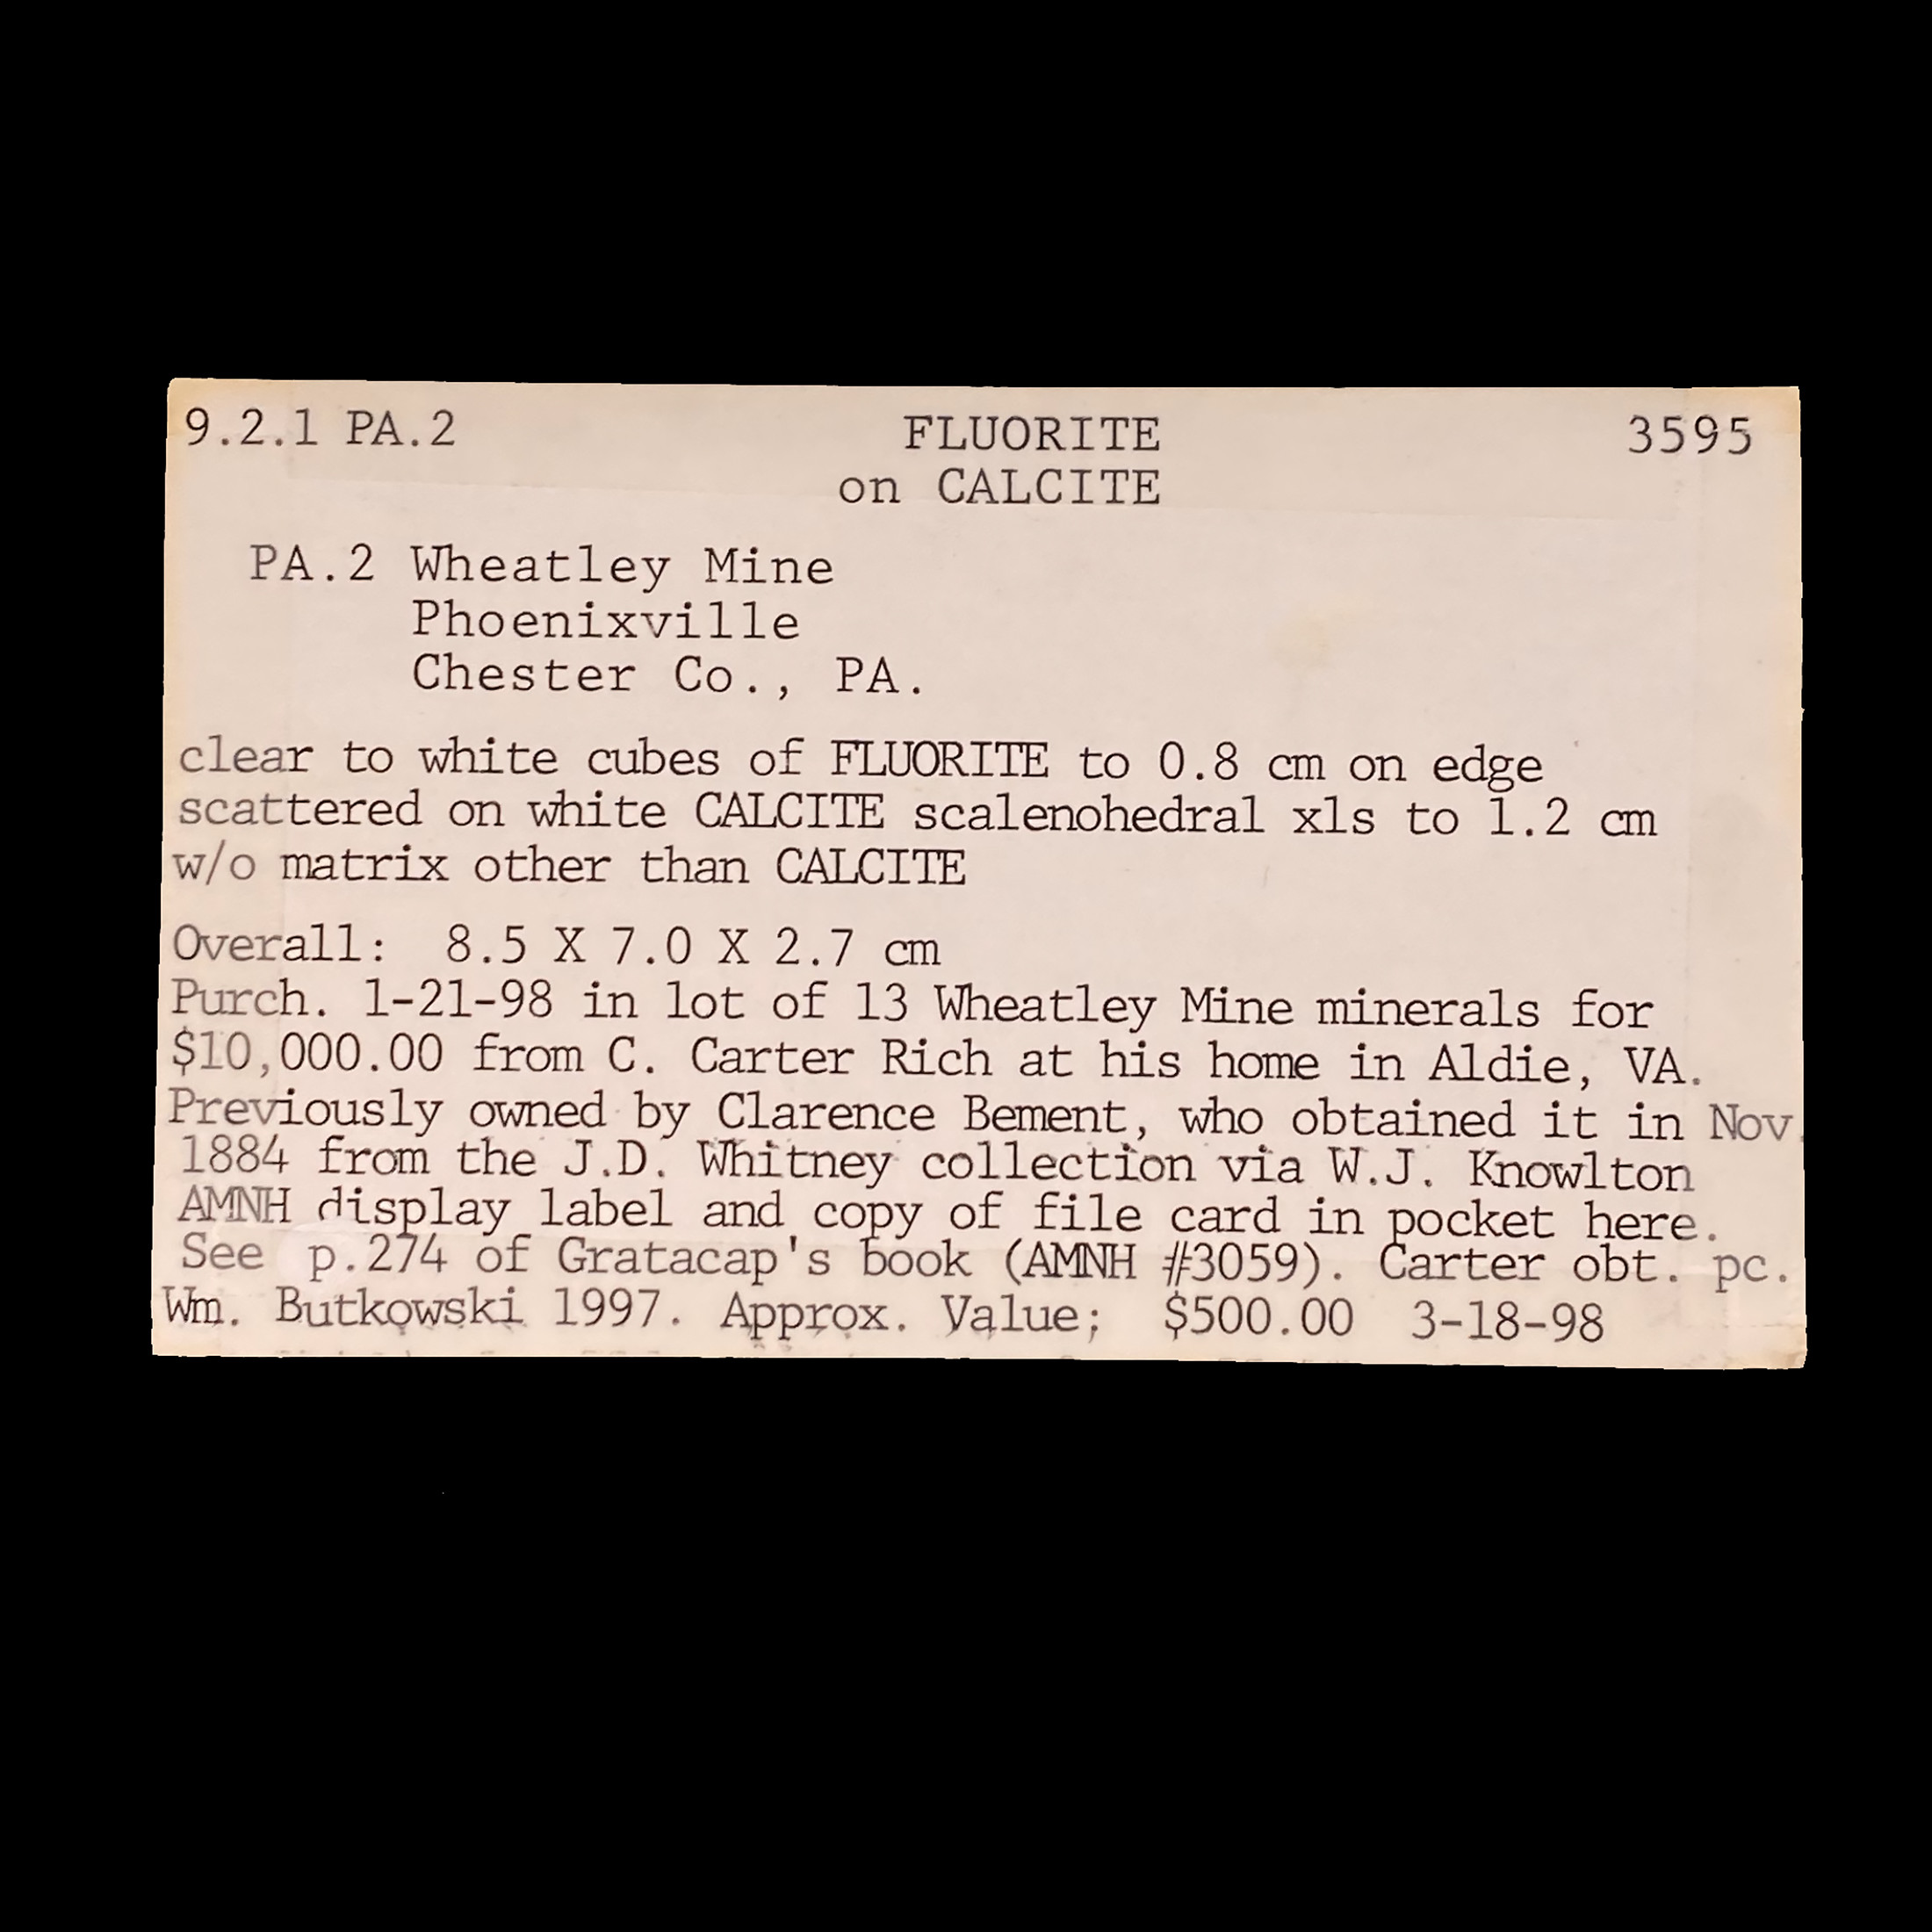 9.2.1 PA.2 FLUORITE 3595
on CALCITE
PA.2 Wheatley Mine
Phoenixville
Chester Co., PA.
clear to white cubes of FLUORITE to 0.8 cm on edge
scattered on white CALCITE scalenohedral xls to 1.2 cm
w/o matrix other than CALCITE
Overall: 8.5 X 7.0 X 2.7 cm
Purch. 1-21-98 in lot of 13 Wheatley Mine minerals for
$10,000.00 from C. Carter Rich at his home in Aldie, VA.
Previously owned by Clarence Bement, who obtained it in Nov.
1884 from the J.D. Whitney collection via W.J. Knowlton
AMNH display label and copy of file card in pocket here.
See p.274 of Gratacap's book (AMNH #3059). Carter obt. pc.
Wm. Butkowski 1997. Approx. Value; $500.00 3-18-98